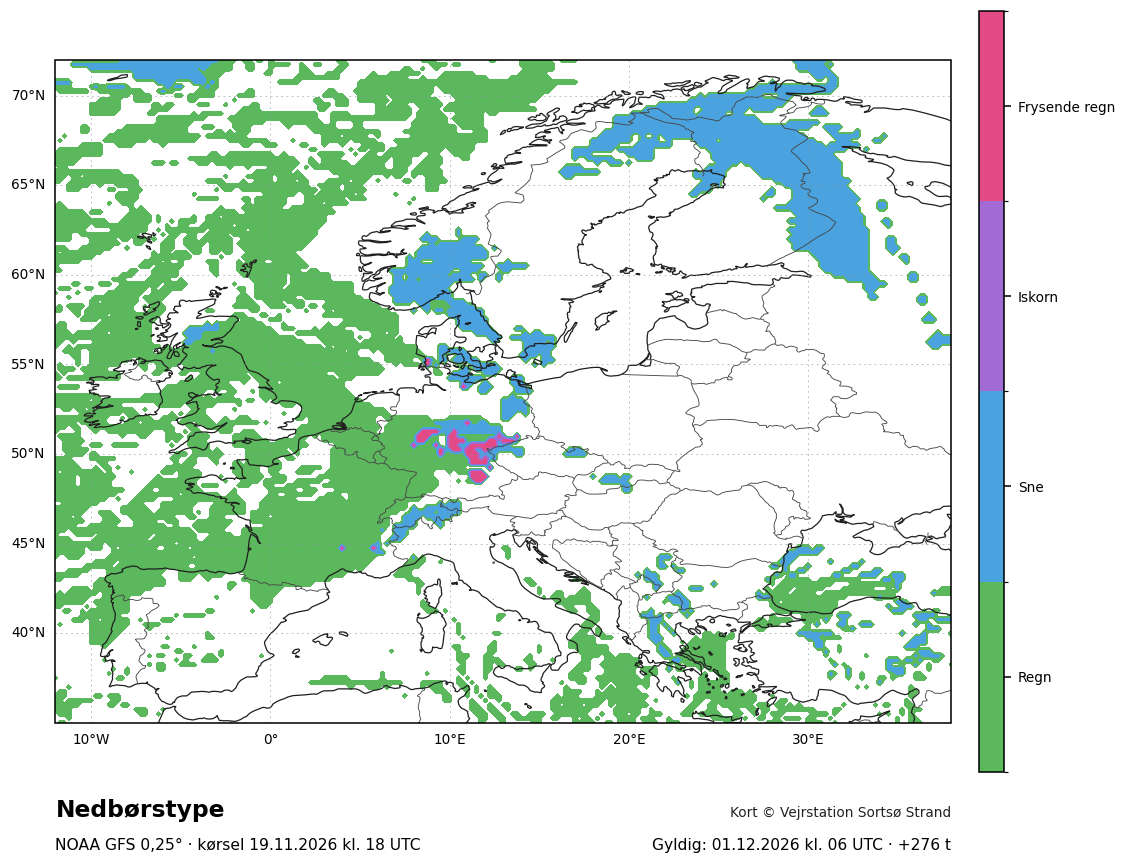 70°N
65°N
60°N
55°N
50°N
45°N
40°N
10°W
0°
10°E
20°E
30°E
Frysende regn
Iskorn
Sne
Regn
Nedbørstype
Kort © Vejrstation Sortsø Strand
NOAA GFS 0,25° · kørsel 19.11.2026 kl. 18 UTC
Gyldig: 01.12.2026 kl. 06 UTC · +276 t